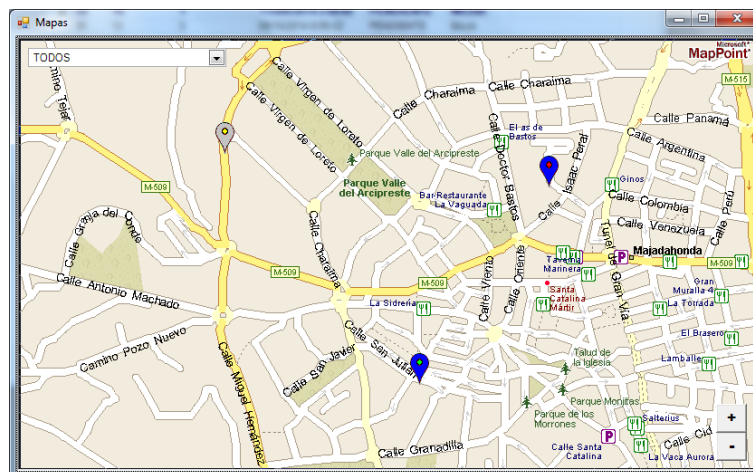 Mapas
TODOS
Microsoft®
MapPoint®
M-515
Calle Virgen de Loreto
Calle Virgen de Loreto
Calle Charaima
Calle Charaima
Calle Panamá
El as de
Bastos
Calle Argentina
Calle Doctor Bastos
Calle Isaac Peral
Parque Valle del Arcipreste
Parque Valle
del Arcipreste
Ginos
M-509
Bar-Restaurante
La Vaguada
Calle Colombia
Calle Venezuela
Calle Perú
Calle Granja del Conde
Calle Charaima
Majadahonda
M-509
M-509
Taverna
Marinera
Tunel de Gran Vía
Calle Antonio Machado
Calle Viento
Calle Oriente
Santa
Catalina
Mártir
Gran
Muralla 4
La Torrada
La Sidrería
Camino Pozo Nuevo
Calle San Julián
El Brasero
Calle San Javier
Talud de
la Iglesia
Lamballe
Calle Miguel Hernández
Parque Monitas
Parque de los
Morrones
Salterius
Calle Cid
Calle Granadilla
Calle Santa
Catalina
La Vaca Aurora
+
-